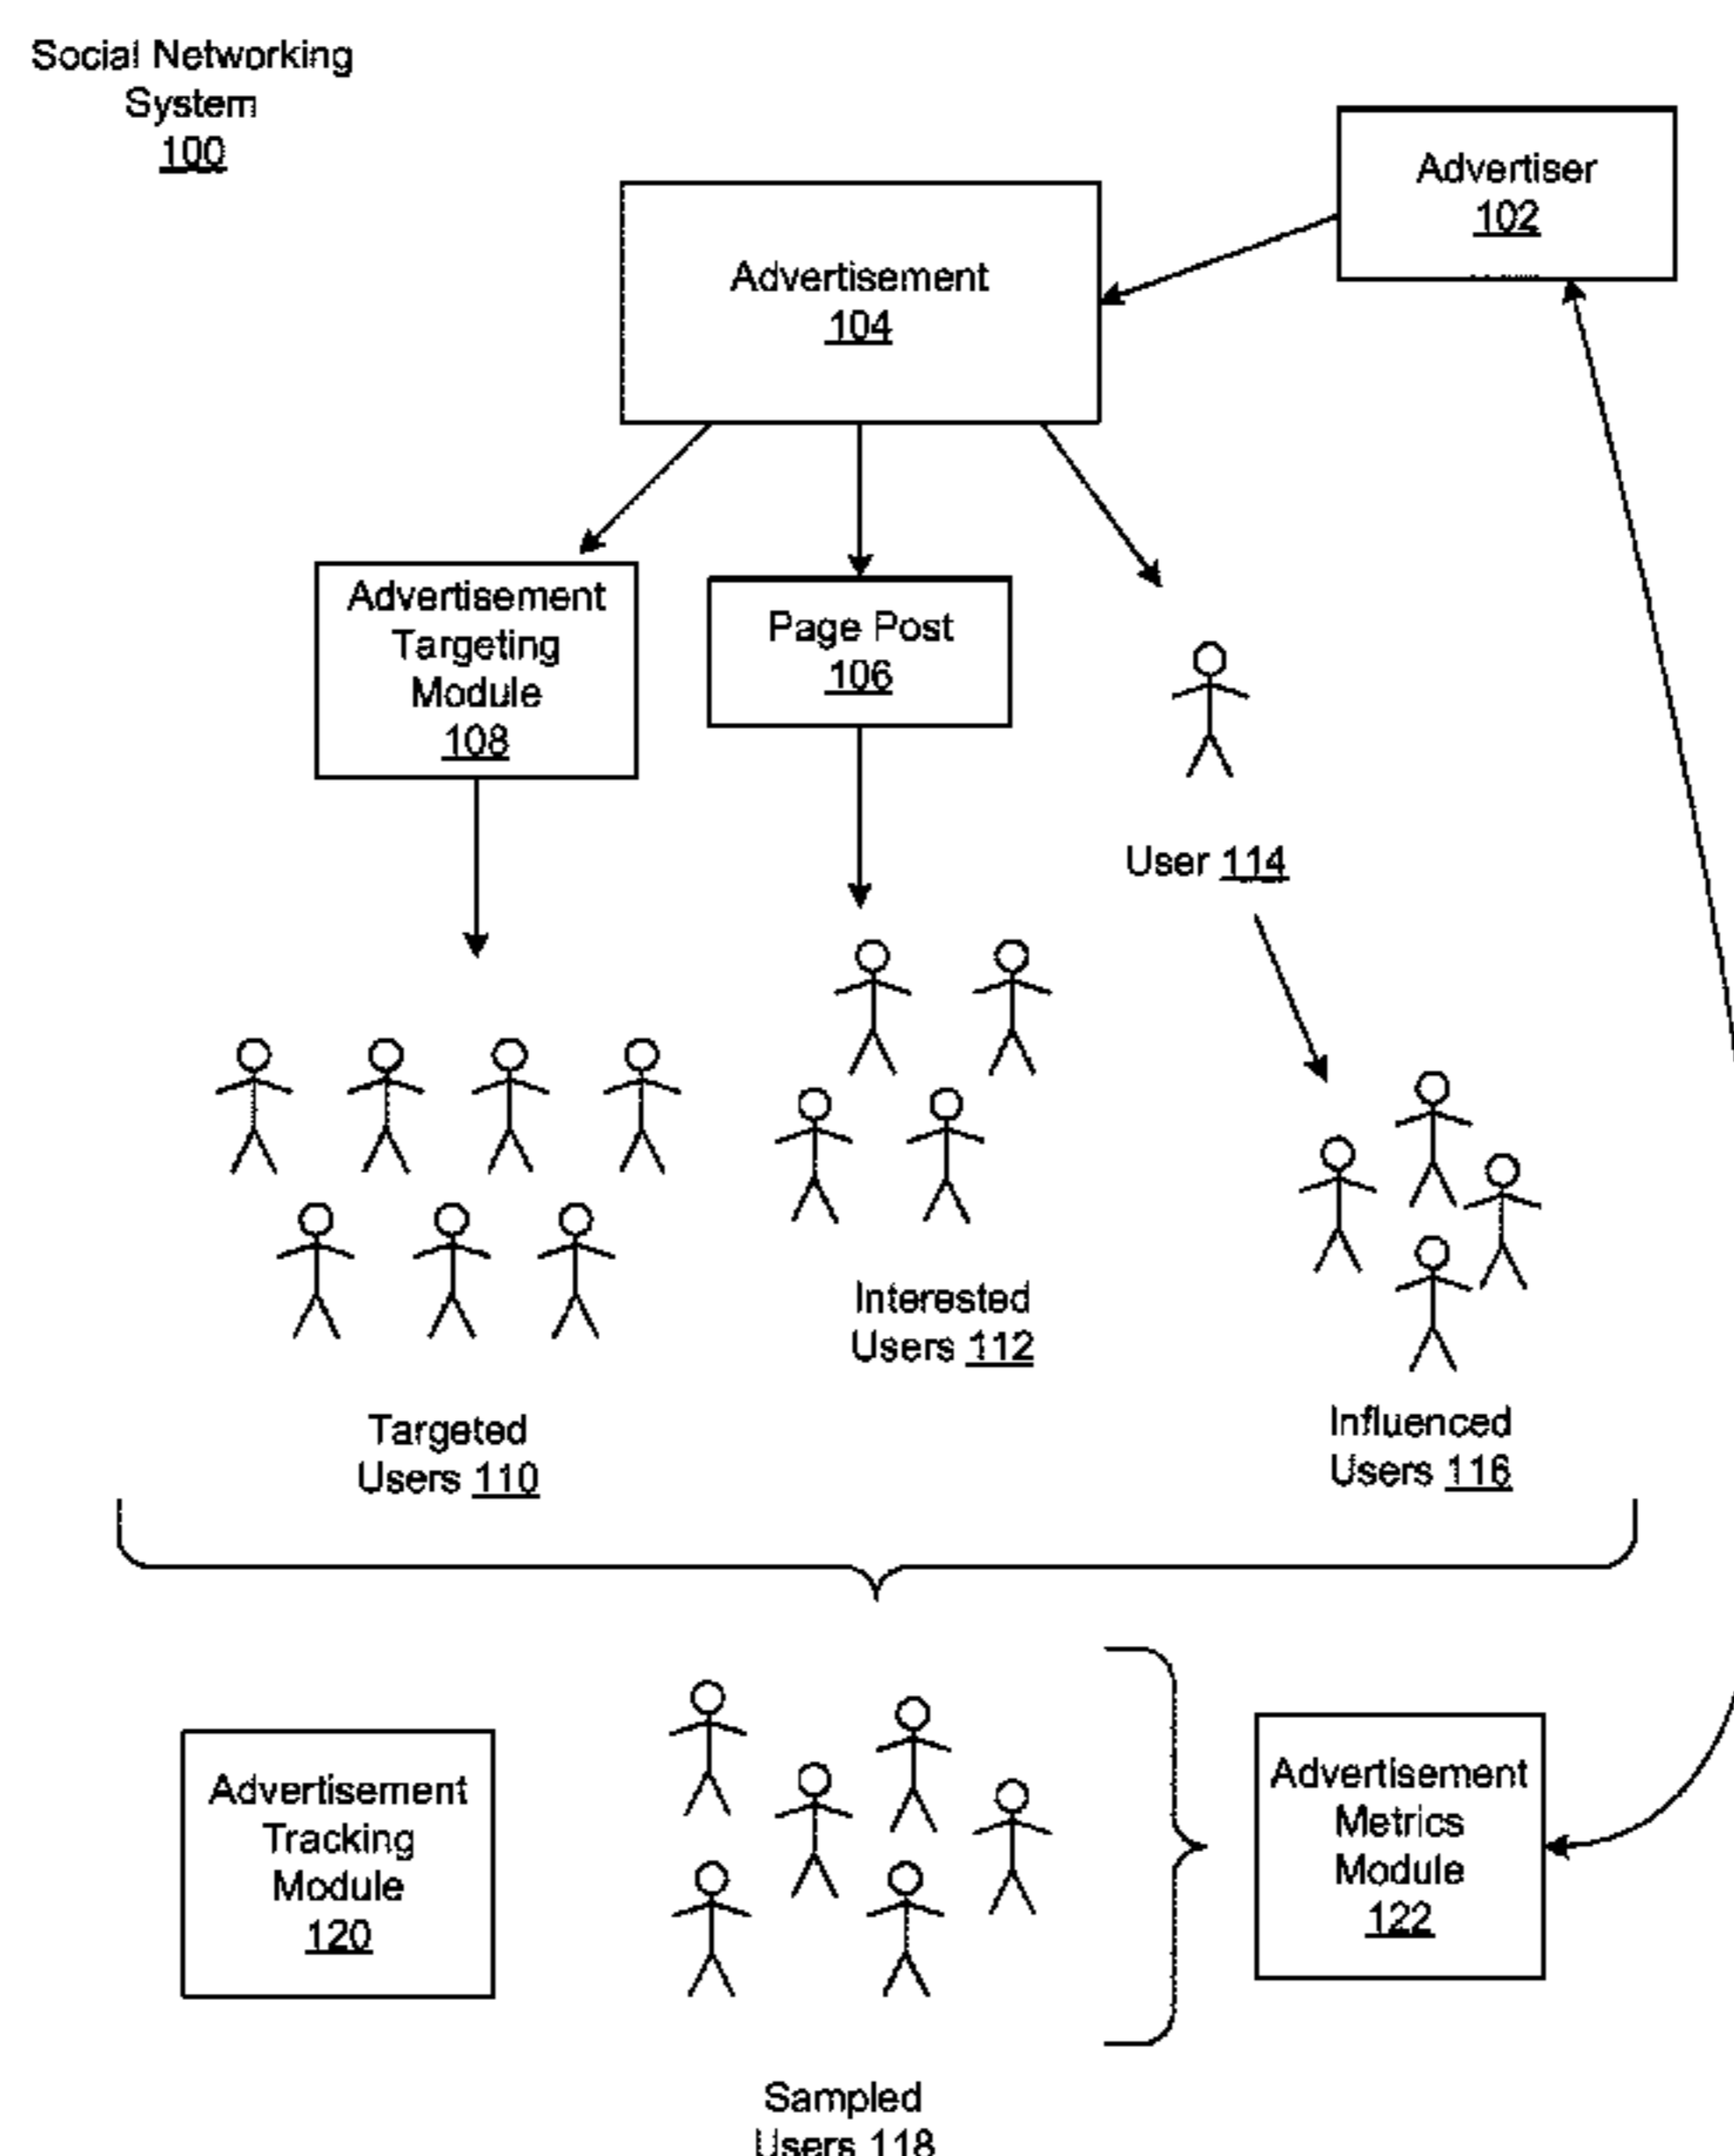 Social Networking
System
100
Advertiser
102
Advertisement
104
Advertisement
Targeting
Module
108
Page Post
106
User 114
Interested
Users 112
Targeted
Users 110
Influenced
Users 116
Advertisement
Tracking
Module
120
Advertisement
Metrics
Module
122
Sampled
Users 118